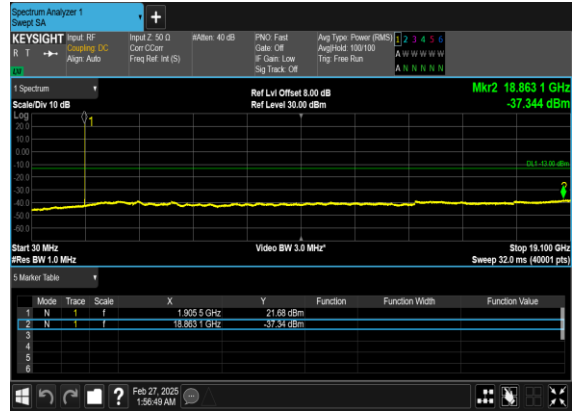 Spectrum Analyzer 1
Swept SA
+
KEYSIGHT Input: RF Input Z: 50 Ω #Atten: 40 dB PNO: Fast Avg Type: Power (RMS) 1 2 3 4 5 6
R T Coupling: DC Corr CCorr Gate: Off Avg|Hold: 100/100 A W W W W W
Align: Auto Freq Ref: Int (S) IF Gain: Low Trig: Free Run
Sig Track: Off A N N N N N
1 Spectrum Ref Lvl Offset 8.00 dB Mkr2 18.863 1 GHz
Scale/Div 10 dB Ref Level 30.00 dBm -37.344 dBm
Log
1
20.0
10.0
0.00
-10.0
DL1 -13.00 dBm
-20.0
-30.0
2
-40.0
-50.0
-60.0
Start 30 MHz Video BW 3.0 MHz* Stop 19.100 GHz
#Res BW 1.0 MHz Sweep 32.0 ms (40001 pts)
5 Marker Table
Mode Trace Scale X Y Function Function Width Function Value
1 N 1 f 1.905 5 GHz 21.68 dBm
2 N 1 f 18.863 1 GHz -37.34 dBm
3
4
5
6
? Feb 27, 2025
1:56:49 AM